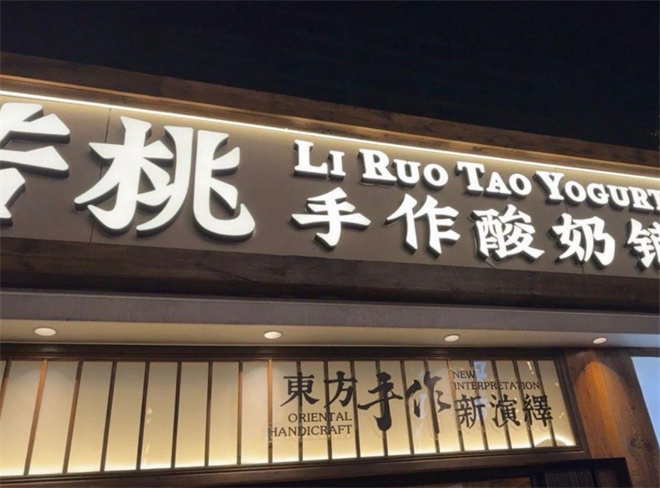 桃
LI RUO TAO YOGURT
手作酸奶
東方手作新演繹
ORIENTAL
HANDICRAFT
NEW
INTERPRETATION